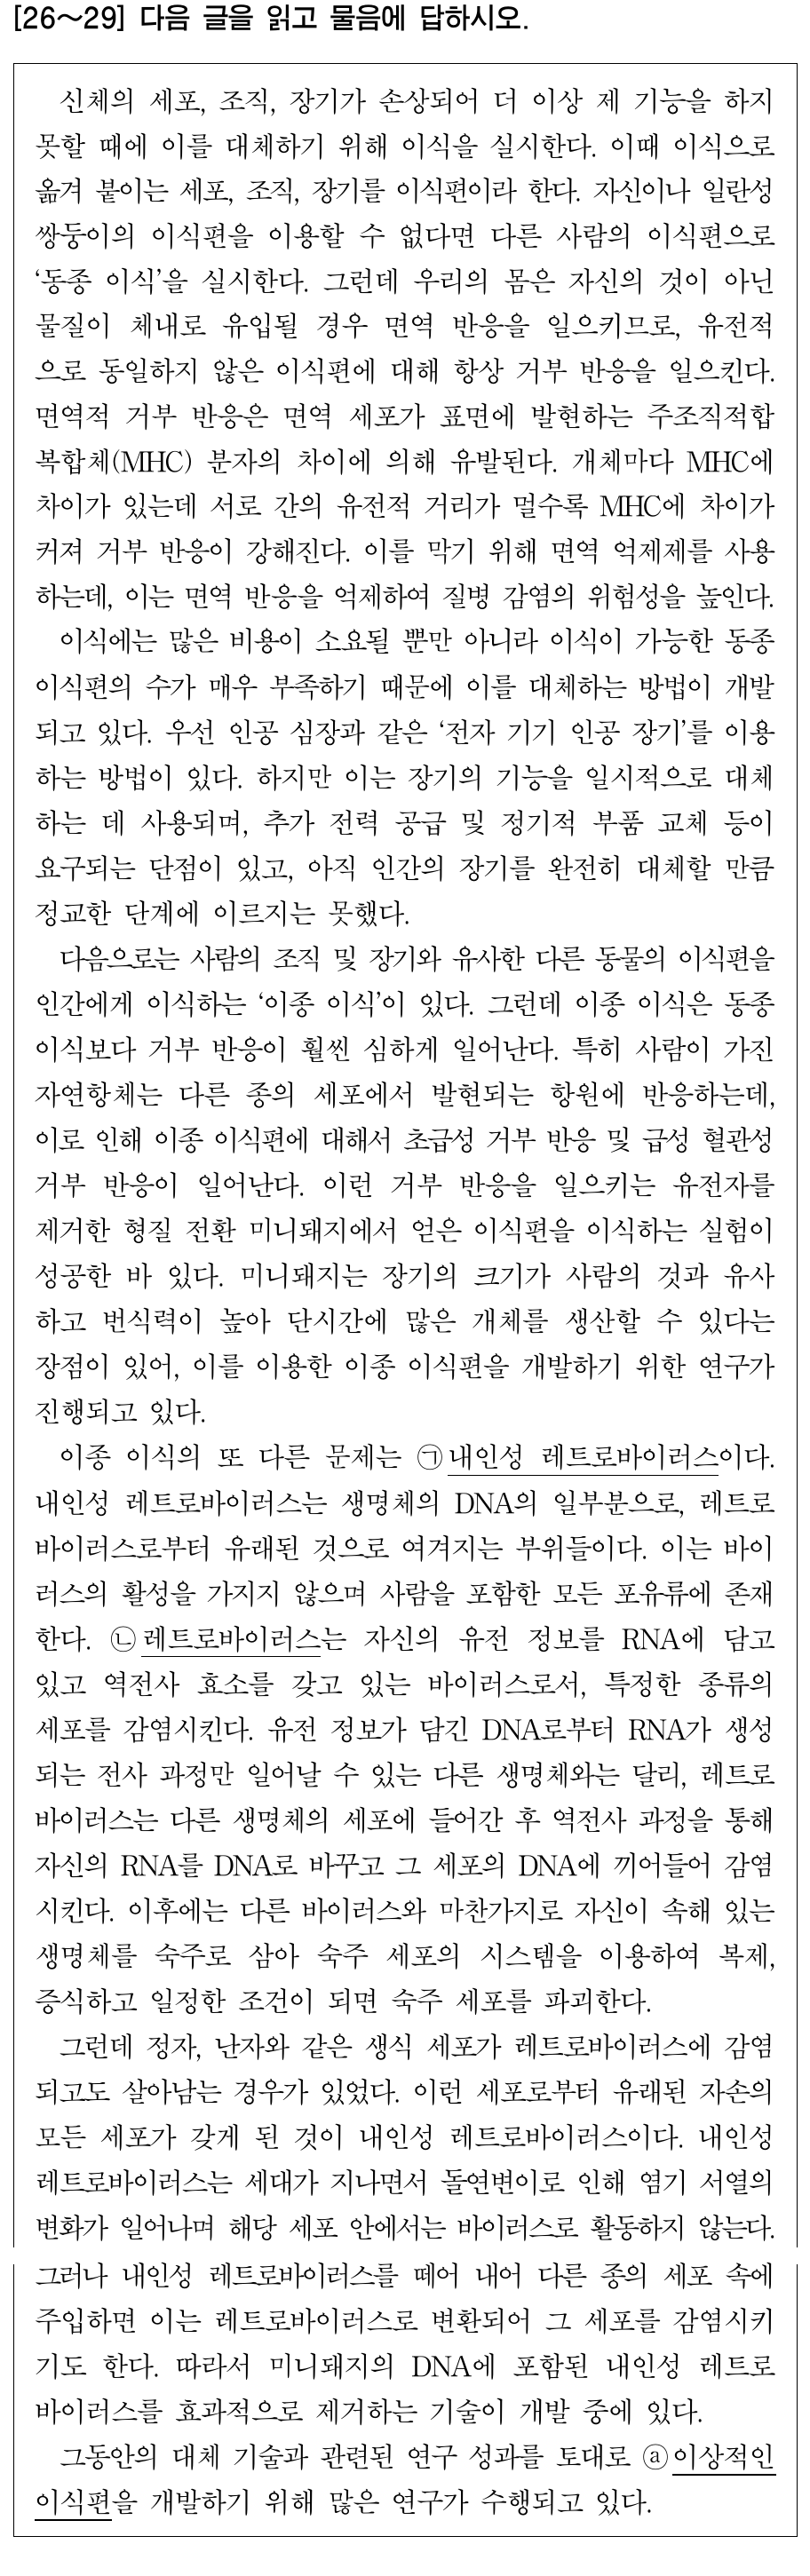 [26~29] 다음 글을 읽고 물음에 답하시오.
신체의 세포, 조직, 장기가 손상되어 더 이상 제 기능을 하지
못할 때에 이를 대체하기 위해 이식을 실시한다. 이때 이식으로
옮겨 붙이는 세포, 조직, 장기를 이식편이라 한다. 자신이나 일란성
쌍둥이의 이식편을 이용할 수 없다면 다른 사람의 이식편으로
‘동종 이식’을 실시한다. 그런데 우리의 몸은 자신의 것이 아닌
물질이 체내로 유입될 경우 면역 반응을 일으키므로, 유전적
으로 동일하지 않은 이식편에 대해 항상 거부 반응을 일으킨다.
면역적 거부 반응은 면역 세포가 표면에 발현하는 주조직적합
복합체(MHC) 분자의 차이에 의해 유발된다. 개체마다 MHC에
차이가 있는데 서로 간의 유전적 거리가 멀수록 MHC에 차이가
커져 거부 반응이 강해진다. 이를 막기 위해 면역 억제제를 사용
하는데, 이는 면역 반응을 억제하여 질병 감염의 위험성을 높인다.
이식에는 많은 비용이 소요될 뿐만 아니라 이식이 가능한 동종
이식편의 수가 매우 부족하기 때문에 이를 대체하는 방법이 개발
되고 있다. 우선 인공 심장과 같은 ‘전자 기기 인공 장기’를 이용
하는 방법이 있다. 하지만 이는 장기의 기능을 일시적으로 대체
하는 데 사용되며, 추가 전력 공급 및 정기적 부품 교체 등이
요구되는 단점이 있고, 아직 인간의 장기를 완전히 대체할 만큼
정교한 단계에 이르지는 못했다.
다음으로는 사람의 조직 및 장기와 유사한 다른 동물의 이식편을
인간에게 이식하는 ‘이종 이식’이 있다. 그런데 이종 이식은 동종
이식보다 거부 반응이 훨씬 심하게 일어난다. 특히 사람이 가진
자연항체는 다른 종의 세포에서 발현되는 항원에 반응하는데,
이로 인해 이종 이식편에 대해서 초급성 거부 반응 및 급성 혈관성
거부 반응이 일어난다. 이런 거부 반응을 일으키는 유전자를
제거한 형질 전환 미니돼지에서 얻은 이식편을 이식하는 실험이
성공한 바 있다. 미니돼지는 장기의 크기가 사람의 것과 유사
하고 번식력이 높아 단시간에 많은 개체를 생산할 수 있다는
장점이 있어, 이를 이용한 이종 이식편을 개발하기 위한 연구가
진행되고 있다.
이종 이식의 또 다른 문제는 ㉠내인성 레트로바이러스이다.
내인성 레트로바이러스는 생명체의 DNA의 일부분으로, 레트로
바이러스로부터 유래된 것으로 여겨지는 부위들이다. 이는 바이
러스의 활성을 가지지 않으며 사람을 포함한 모든 포유류에 존재
한다. ㉡레트로바이러스는 자신의 유전 정보를 RNA에 담고
있고 역전사 효소를 갖고 있는 바이러스로서, 특정한 종류의
세포를 감염시킨다. 유전 정보가 담긴 DNA로부터 RNA가 생성
되는 전사 과정만 일어날 수 있는 다른 생명체와는 달리, 레트로
바이러스는 다른 생명체의 세포에 들어간 후 역전사 과정을 통해
자신의 RNA를 DNA로 바꾸고 그 세포의 DNA에 끼어들어 감염
시킨다. 이후에는 다른 바이러스와 마찬가지로 자신이 속해 있는
생명체를 숙주로 삼아 숙주 세포의 시스템을 이용하여 복제,
증식하고 일정한 조건이 되면 숙주 세포를 파괴한다.
그런데 정자, 난자와 같은 생식 세포가 레트로바이러스에 감염
되고도 살아남는 경우가 있었다. 이런 세포로부터 유래된 자손의
모든 세포가 갖게 된 것이 내인성 레트로바이러스이다. 내인성
레트로바이러스는 세대가 지나면서 돌연변이로 인해 염기 서열의
변화가 일어나며 해당 세포 안에서는 바이러스로 활동하지 않는다.
그러나 내인성 레트로바이러스를 떼어 내어 다른 종의 세포 속에
주입하면 이는 레트로바이러스로 변환되어 그 세포를 감염시키
기도 한다. 따라서 미니돼지의 DNA에 포함된 내인성 레트로
바이러스를 효과적으로 제거하는 기술이 개발 중에 있다.
그동안의 대체 기술과 관련된 연구 성과를 토대로 ⓐ이상적인
이식편을 개발하기 위해 많은 연구가 수행되고 있다.